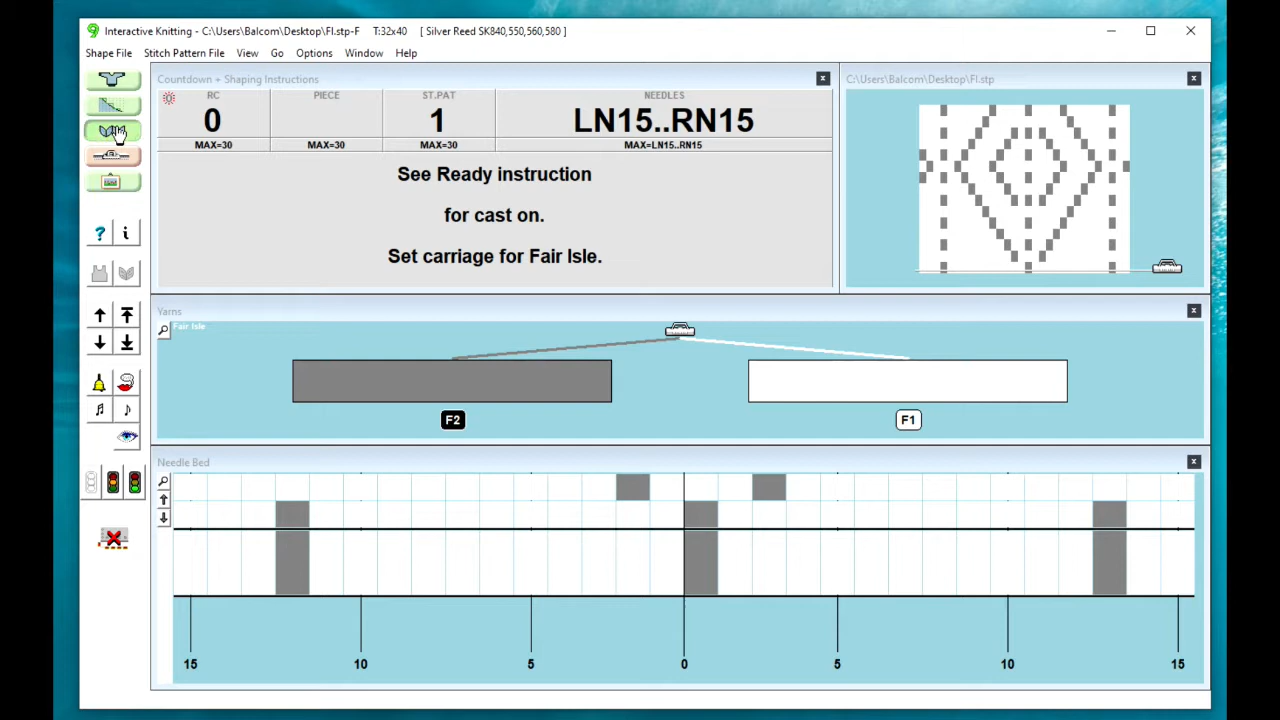 Interactive Knitting - C:\Users\Balcom\Desktop\FI.stp-F T:32x40 [ Silver Reed SK840,550,560,580 ]
Shape File Stitch Pattern File View Go Options Window Help
Countdown + Shaping Instructions
RC PIECE ST.PAT NEEDLES
0 1 LN15..RN15
MAX=30 MAX=30 MAX=30 MAX=LN15..RN15
See Ready instruction
for cast on.
Set carriage for Fair Isle.
C:\Users\Balcom\Desktop\FI.stp
Yarns
Fair Isle
F2 F1
Needle Bed
15 10 5 0 5 10 15